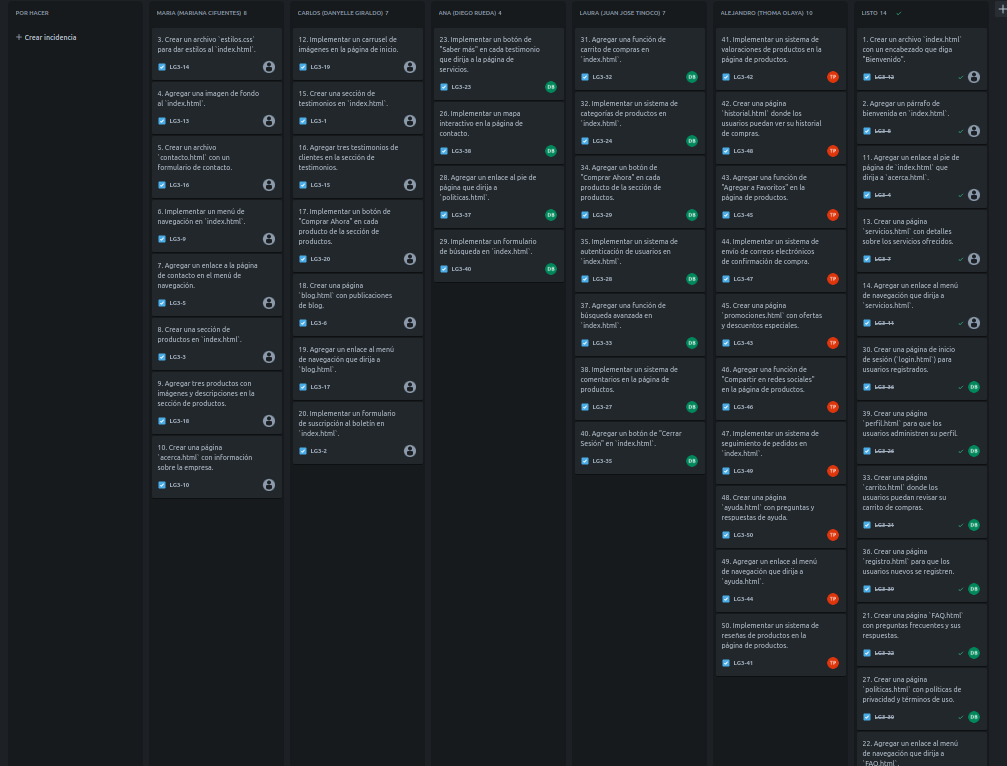 POR HACER
+ Crear incidencia
MARIA (MARIANA CIFUENTES) 8
3. Crear un archivo `estilos.css`
para dar estilos al `index.html`.
LG3-14
4. Agregar una imagen de fondo
al `index.html`.
LG3-13
5. Crear un archivo
`contacto.html` con un
formulario de contacto.
LG3-16
6. Implementar un menú de
navegación en `index.html`.
LG3-9
7. Agregar un enlace a la página
de contacto en el menú de
navegación.
LG3-5
8. Crear una sección de
productos en `index.html`.
LG3-3
9. Agregar tres productos con
imágenes y descripciones en la
sección de productos.
LG3-18
10. Crear una página
`acerca.html` con información
sobre la empresa.
LG3-10
CARLOS (DANYELLE GIRALDO) 7
12. Implementar un carrusel de
imágenes en la página de inicio.
LG3-19
15. Crear una sección de
testimonios en `index.html`.
LG3-1
16. Agregar tres testimonios de
clientes en la sección de
testimonios.
LG3-15
17. Implementar un botón de
"Comprar Ahora" en cada
producto de la sección de
productos.
LG3-20
18. Crear una página
`blog.html` con publicaciones
de blog.
LG3-6
19. Agregar un enlace al menú
de navegación que dirija a
`blog.html`.
LG3-17
20. Implementar un formulario
de suscripción al boletín en
`index.html`.
LG3-2
ANA (DIEGO RUEDA) 4
23. Implementar un botón de
"Saber más" en cada testimonio
que dirija a la página de
servicios.
LG3-23
DB
26. Implementar un mapa
interactivo en la página de
contacto.
LG3-38
DB
28. Agregar un enlace al pie de
página que dirija a
`politicas.html`.
LG3-37
DB
29. Implementar un formulario
de búsqueda en `index.html`.
LG3-40
DB
LAURA (JUAN JOSE TINOCO) 7
31. Agregar una función de
carrito de compras en
`index.html`.
LG3-32
DB
32. Implementar un sistema de
categorías de productos en
`index.html`.
LG3-24
DB
34. Agregar un botón de
"Comprar Ahora" en cada
producto de la sección de
productos.
LG3-29
DB
35. Implementar un sistema de
autenticación de usuarios en
`index.html`.
LG3-28
DB
37. Agregar una función de
búsqueda avanzada en
`index.html`.
LG3-33
DB
38. Implementar un sistema de
comentarios en la página de
productos.
LG3-27
DB
40. Agregar un botón de "Cerrar
Sesión" en `index.html`.
LG3-35
DB
ALEJANDRO (THOMA OLAYA) 10
41. Implementar un sistema de
valoraciones de productos en la
página de productos.
LG3-42
TP
42. Crear una página
`historial.html` donde los
usuarios puedan ver su historial
de compras.
LG3-48
TP
43. Agregar una función de
"Agregar a Favoritos" en la
página de productos.
LG3-45
TP
44. Implementar un sistema de
envío de correos electrónicos
de confirmación de compra.
LG3-47
TP
45. Crear una página
`promociones.html` con ofertas
y descuentos especiales.
LG3-43
TP
46. Agregar una función de
"Compartir en redes sociales"
en la página de productos.
LG3-46
TP
47. Implementar un sistema de
seguimiento de pedidos en
`index.html`.
LG3-49
TP
48. Crear una página
`ayuda.html` con preguntas y
respuestas de ayuda.
LG3-50
TP
49. Agregar un enlace al menú
de navegación que dirija a
`ayuda.html`.
LG3-44
TP
50. Implementar un sistema de
reseñas de productos en la
página de productos.
LG3-41
TP
LISTO 14
1. Crear un archivo `index.html`
con un encabezado que diga
"Bienvenido".
LG3-12
2. Agregar un párrafo de
bienvenida en `index.html`.
LG3-8
11. Agregar un enlace al pie de
página de `index.html` que
dirija a `acerca.html`.
LG3-4
13. Crear una página
`servicios.html` con detalles
sobre los servicios ofrecidos.
LG3-7
14. Agregar un enlace al menú
de navegación que dirija a
`servicios.html`.
LG3-11
30. Crear una página de inicio
de sesión (`login.html`) para
usuarios registrados.
DB
39. Crear una página
`perfil.html` para que los
usuarios administren su perfil.
DB
33. Crear una página
`carrito.html` donde los
usuarios puedan revisar su
carrito de compras.
DB
36. Crear una página
`registro.html` para que los
usuarios nuevos se registren.
DB
21. Crear una página `FAQ.html`
con preguntas frecuentes y sus
respuestas.
LG3-22
DB
27. Crear una página
`politicas.html` con políticas de
privacidad y términos de uso.
DB
22. Agregar un enlace al menú
de navegación que dirija a
`FAQ.html`.